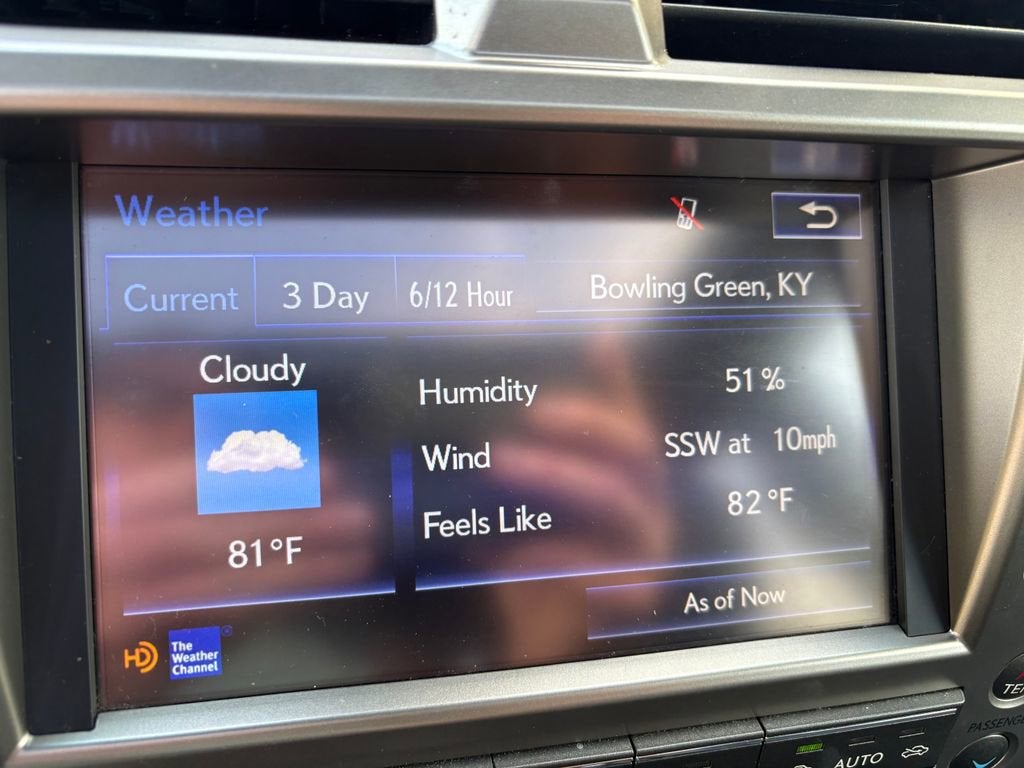 Weather
Current
3 Day
6/12 Hour
Bowling Green, KY
Cloudy
81°F
Humidity 51 %
Wind SSW at 10mph
Feels Like 82 °F
As of Now
HD
The
Weather
Channel
AUTO